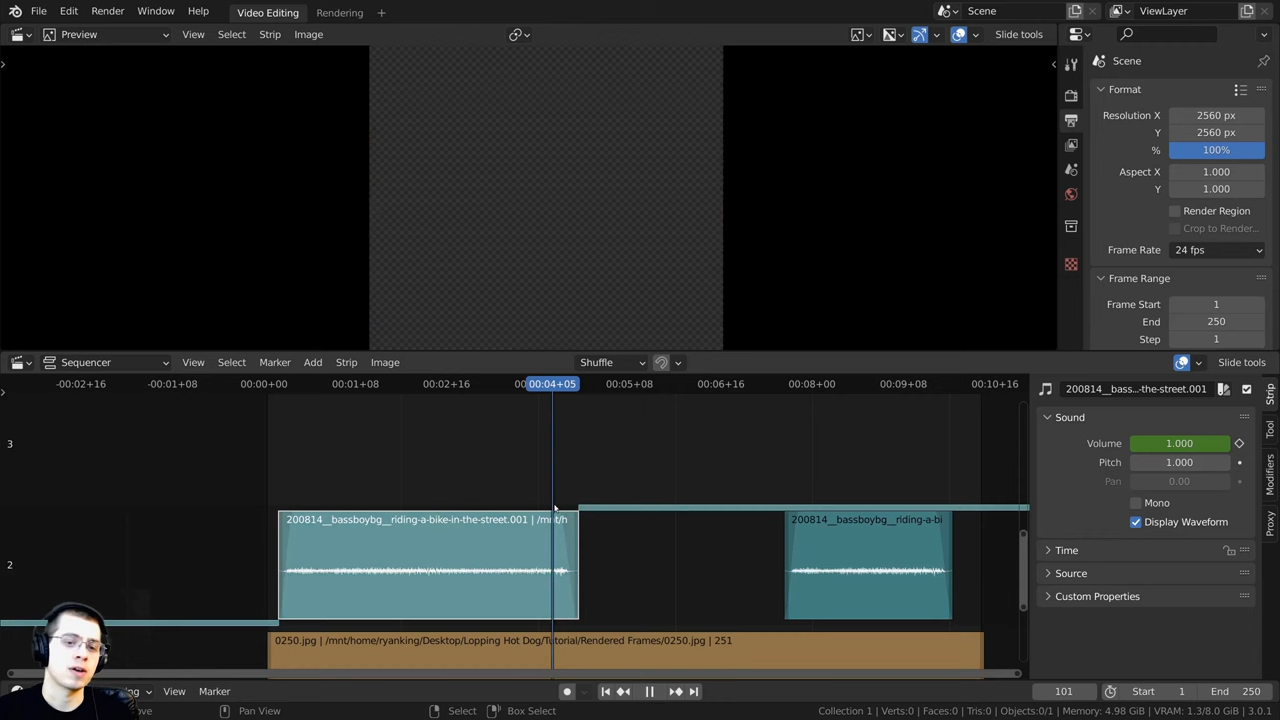 File Edit Render Window Help Video Editing Rendering + Scene ViewLayer
Preview View Select Strip Image Slide tools
Scene
Format
Resolution X 2560 px
Y 2560 px
% 100%
Aspect X 1.000
Y 1.000
Render Region
Crop to Render...
Frame Rate 24 fps
Frame Range
Frame Start 1
End 250
Step 1
Sequencer View Select Marker Add Strip Image Shuffle Slide tools
-00:02+16 -00:01+08 00:00+00 00:01+08 00:02+16 00: 00:04+05 00:05+08 00:06+16 00:08+00 00:09+08 00:10+16
200814__bass...-the-street.001
Strip
Tool
Modifiers
Proxy
Sound
Volume 1.000
Pitch 1.000
Pan 0.00
Mono
Display Waveform
Time
Source
Custom Properties
3
2
200814__bassboybg__riding-a-bike-in-the-street.001 | /mnt/h
200814__bassboybg__riding-a-bi
0250.jpg | /mnt/home/ryanking/Desktop/Lopping Hot Dog/Tutorial/Rendered Frames/0250.jpg | 251
View Marker 101 Start 1 End 250
Pan View Select Box Select Collection 1 | Verts:0 | Faces:0 | Tris:0 | Objects:0/1 | Memory: 4.98 GiB | VRAM: 1.3/8.0 GiB | 3.0.1